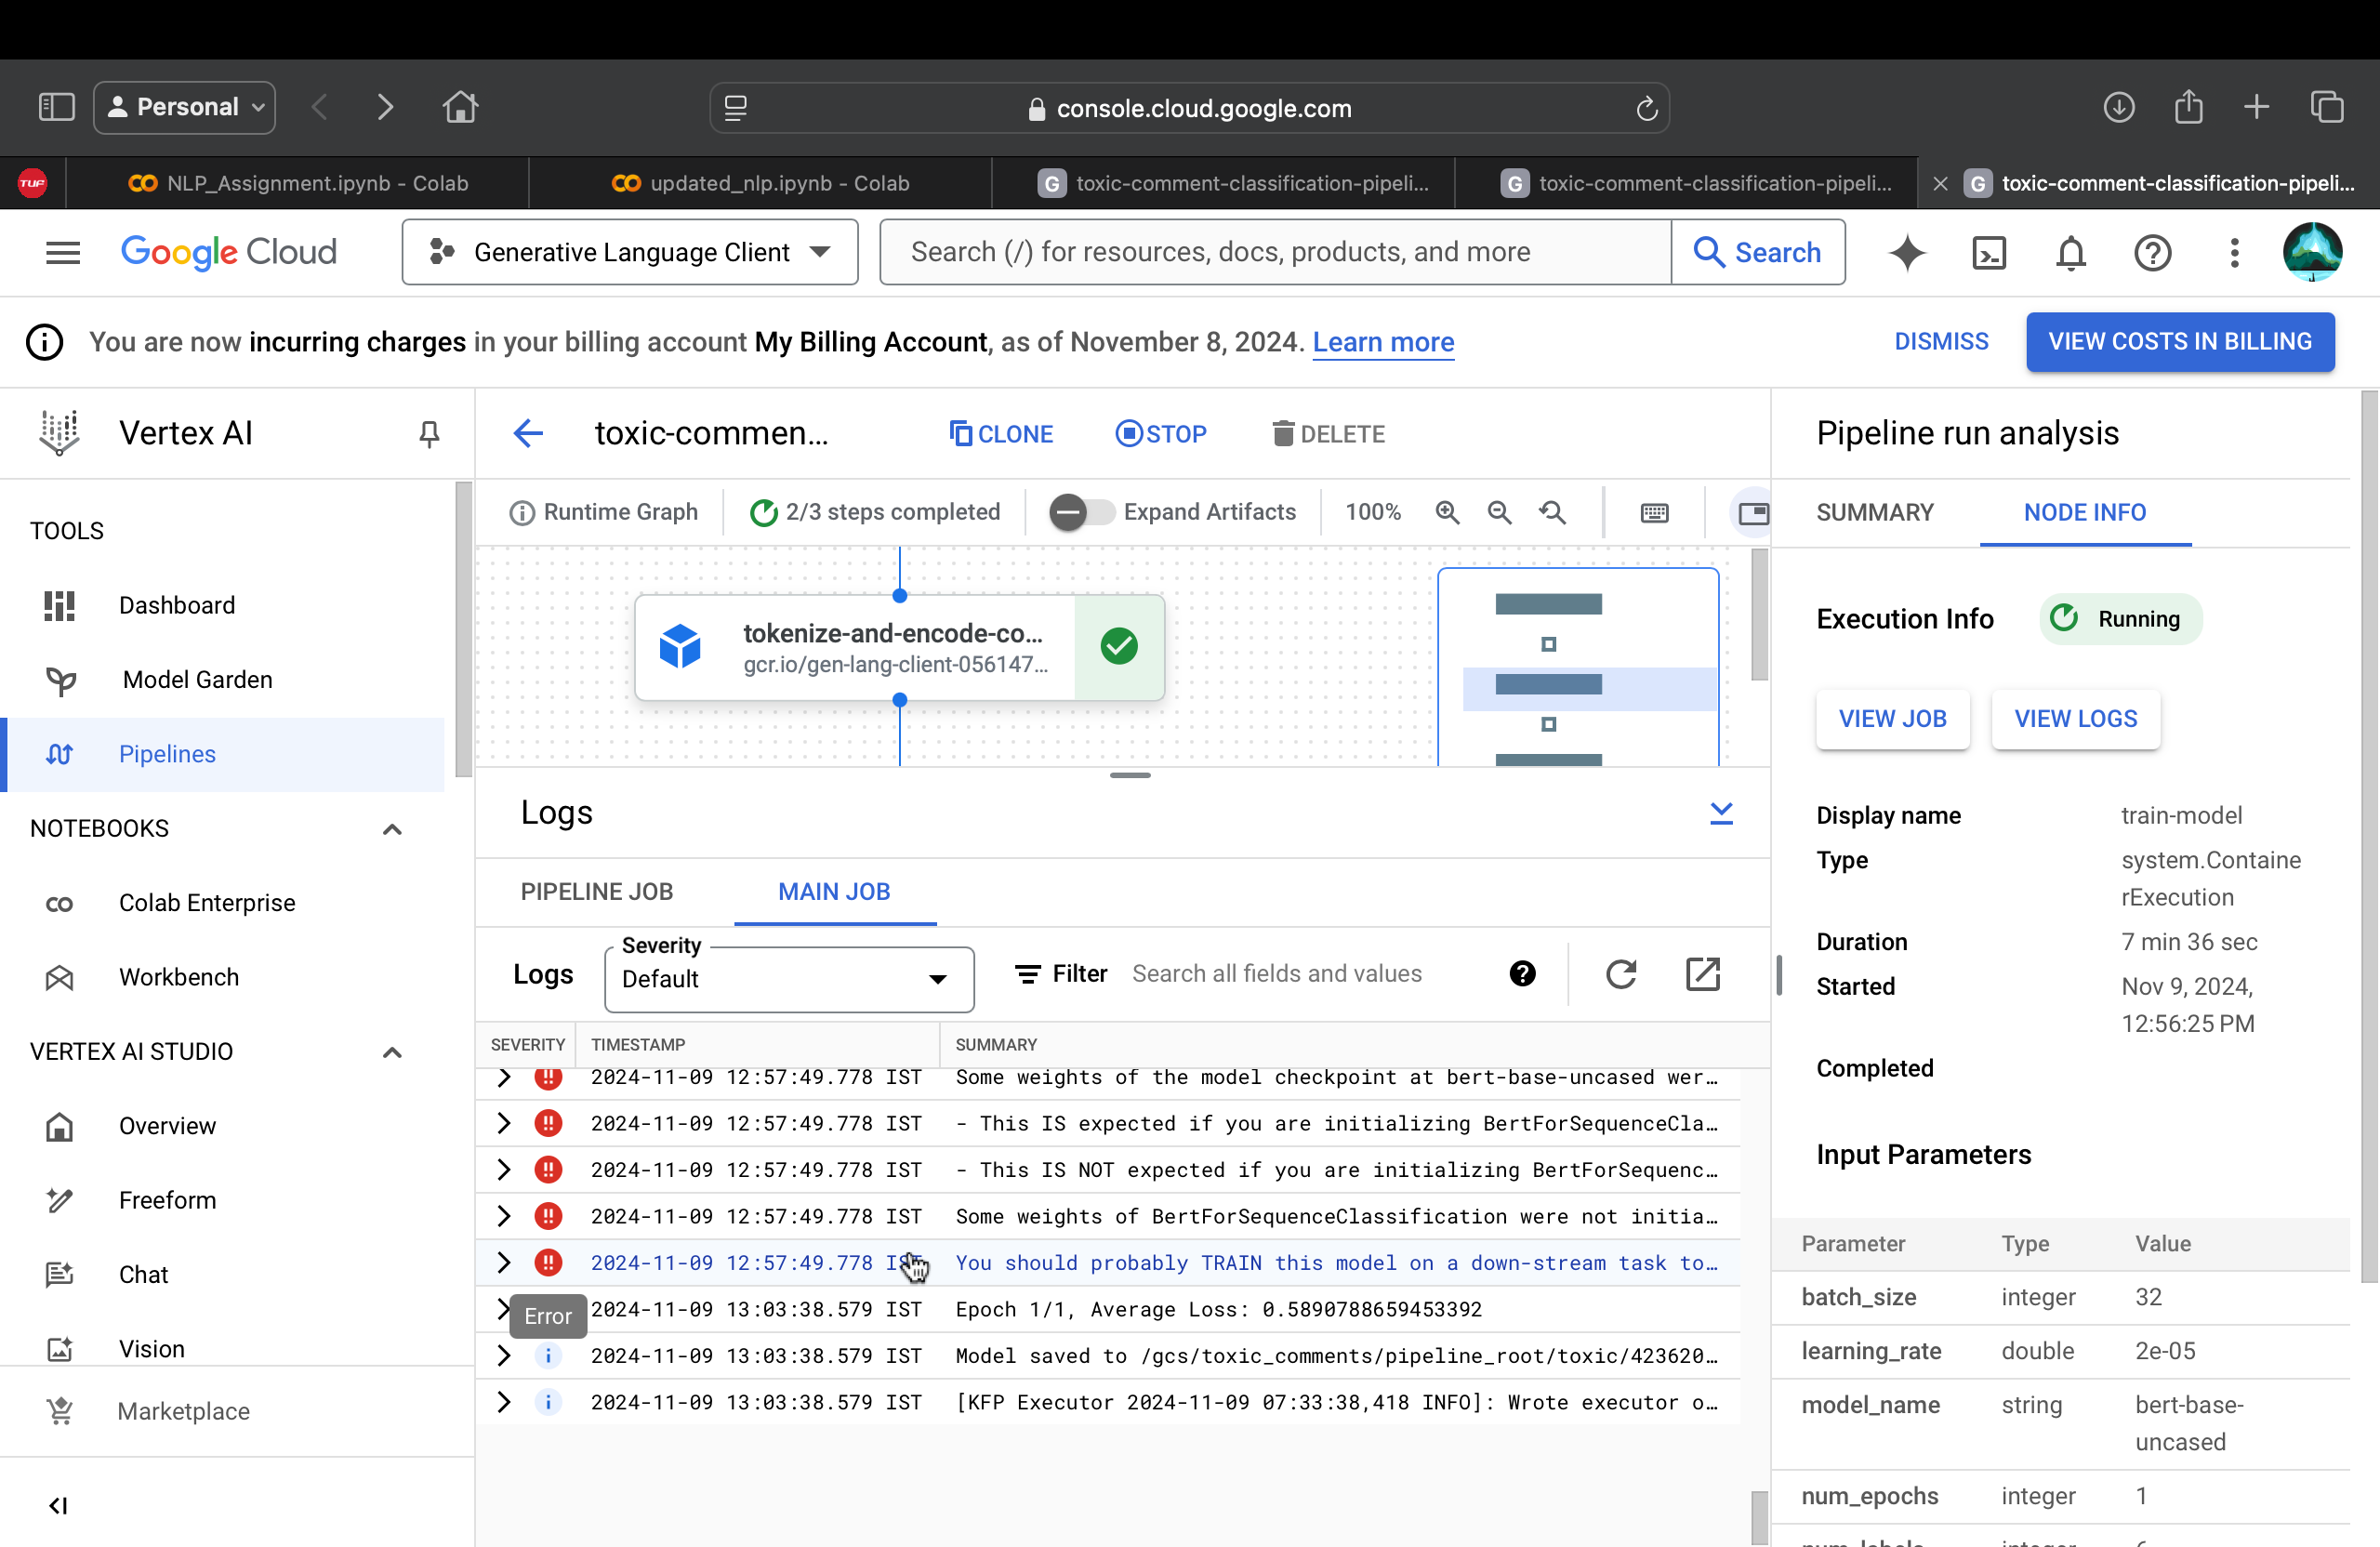 Personal
console.cloud.google.com
TUF
NLP_Assignment.ipynb - Colab
updated_nlp.ipynb - Colab
G toxic-comment-classification-pipeli...
G toxic-comment-classification-pipeli...
G toxic-comment-classification-pipeli...
Google Cloud
Generative Language Client
Search (/) for resources, docs, products, and more
Search
You are now incurring charges in your billing account My Billing Account, as of November 8, 2024. Learn more
DISMISS
VIEW COSTS IN BILLING
Vertex AI
TOOLS
Dashboard
Model Garden
Pipelines
NOTEBOOKS
Colab Enterprise
Workbench
VERTEX AI STUDIO
Overview
Freeform
Chat
Vision
Marketplace
toxic-commen...
CLONE
STOP
DELETE
Runtime Graph
2/3 steps completed
Expand Artifacts
100%
tokenize-and-encode-co...
gcr.io/gen-lang-client-056147...
Logs
PIPELINE JOB
MAIN JOB
Logs
Severity
Default
Filter
Search all fields and values
SEVERITY TIMESTAMP SUMMARY
2024-11-09 12:57:49.778 IST Some weights of the model checkpoint at bert-base-uncased wer…
2024-11-09 12:57:49.778 IST - This IS expected if you are initializing BertForSequenceCla…
2024-11-09 12:57:49.778 IST - This IS NOT expected if you are initializing BertForSequenc…
2024-11-09 12:57:49.778 IST Some weights of BertForSequenceClassification were not initia…
2024-11-09 12:57:49.778 IST You should probably TRAIN this model on a down-stream task to…
2024-11-09 13:03:38.579 IST Epoch 1/1, Average Loss: 0.5890788659453392
Error
2024-11-09 13:03:38.579 IST Model saved to /gcs/toxic_comments/pipeline_root/toxic/423620…
2024-11-09 13:03:38.579 IST [KFP Executor 2024-11-09 07:33:38,418 INFO]: Wrote executor o…
Pipeline run analysis
SUMMARY
NODE INFO
Execution Info
Running
VIEW JOB
VIEW LOGS
Display name train-model
Type system.Containe
rExecution
Duration 7 min 36 sec
Started Nov 9, 2024,
12:56:25 PM
Completed
Input Parameters
Parameter Type Value
batch_size integer 32
learning_rate double 2e-05
model_name string bert-base-
uncased
num_epochs integer 1